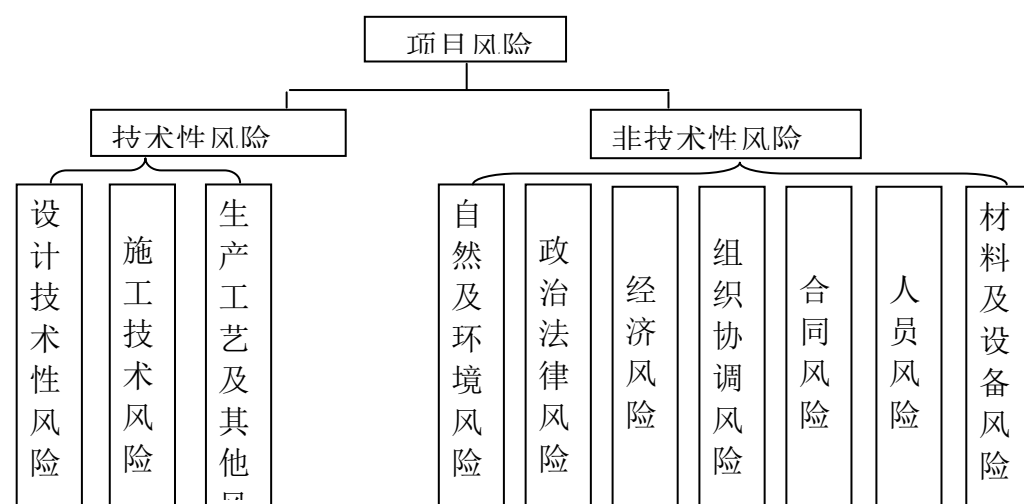 项目风险
技术性风险
非技术性风险
设计技术性风险
施工技术风险
生产工艺及其他风
自然及环境风险
政治法律风险
经济风险
组织协调风险
合同风险
人员风险
材料及设备风险